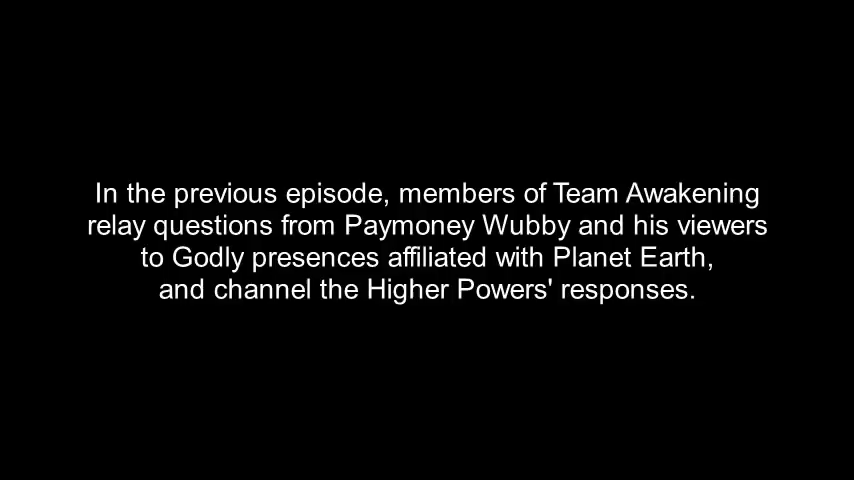 In the previous episode, members of Team Awakening
relay questions from Paymoney Wubby and his viewers
to Godly presences affiliated with Planet Earth,
and channel the Higher Powers' responses.